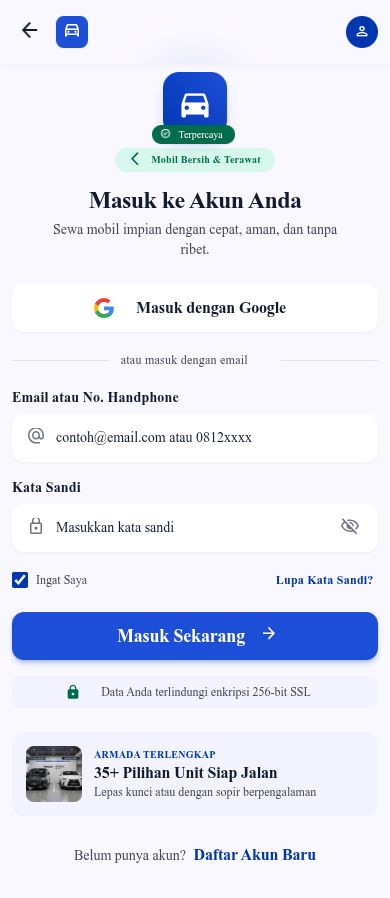 Terpercaya
Mobil Bersih & Terawat
Masuk ke Akun Anda
Sewa mobil impian dengan cepat, aman, dan tanpa
ribet.
Masuk dengan Google
atau masuk dengan email
Email atau No. Handphone
contoh@email.com atau 0812xxxx
Kata Sandi
Masukkan kata sandi
Ingat Saya
Lupa Kata Sandi?
Masuk Sekarang
Data Anda terlindungi enkripsi 256-bit SSL
ARMADA TERLENGKAP
35+ Pilihan Unit Siap Jalan
Lepas kunci atau dengan sopir berpengalaman
Belum punya akun? Daftar Akun Baru